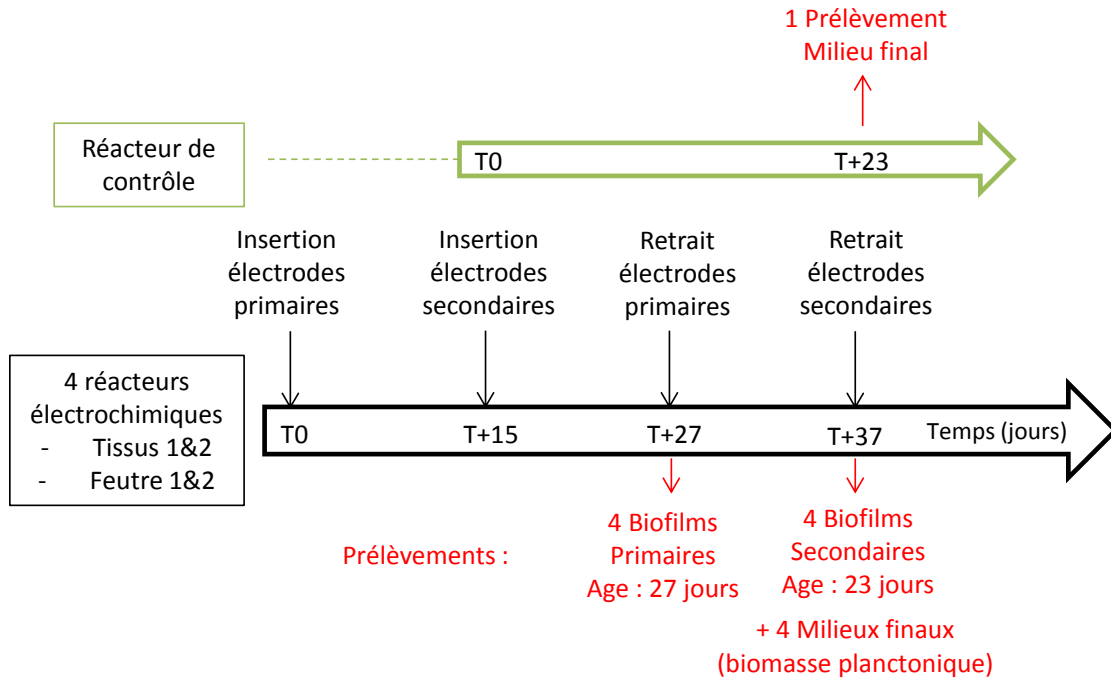 1 Prélèvement
Milieu final
Réacteur de
contrôle
T0
T+23
Insertion
électrodes
primaires
Insertion
électrodes
secondaires
Retrait
électrodes
primaires
Retrait
électrodes
secondaires
4 réacteurs
électrochimiques
- Tissus 1&2
- Feutre 1&2
T0
T+15
T+27
T+37
Temps (jours)
Prélèvements :
4 Biofilms
Primaires
Age : 27 jours
4 Biofilms
Secondaires
Age : 23 jours
+ 4 Milieux finaux
(biomasse planctonique)